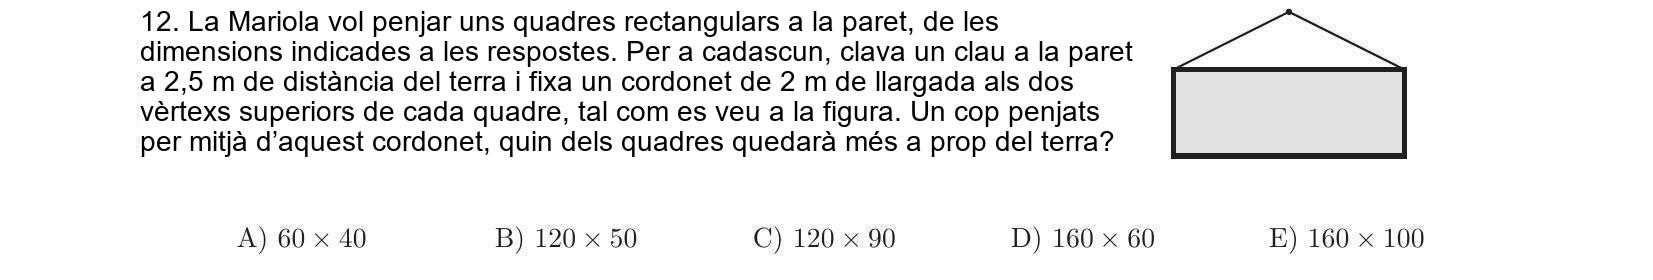 12. La Mariola vol penjar uns quadres rectangulars a la paret, de les
dimensions indicades a les respostes. Per a cadascun, clava un clau a la paret
a 2,5 m de distància del terra i fixa un cordonet de 2 m de llargada als dos
vèrtexs superiors de cada quadre, tal com es veu a la figura. Un cop penjats
per mitjà d’aquest cordonet, quin dels quadres quedarà més a prop del terra?
A) 60 × 40 B) 120 × 50 C) 120 × 90 D) 160 × 60 E) 160 × 100